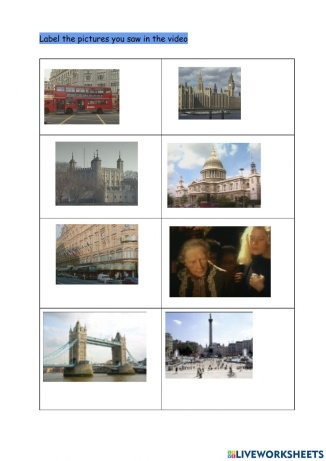 Label the pictures you saw in the video
LIVEWORKSHEETS